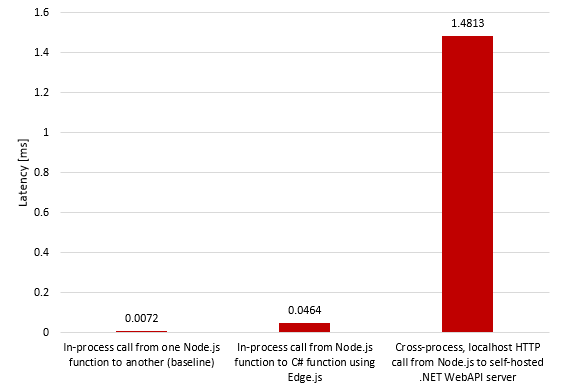 1.6
1.4
1.2
1
0.8
0.6
0.4
0.2
0
Latency [ms]
0.0072
0.0464
1.4813
In-process call from one Node.js
function to another (baseline)
In-process call from Node.js
function to C# function using
Edge.js
Cross-process, localhost HTTP
call from Node.js to self-hosted
.NET WebAPI server